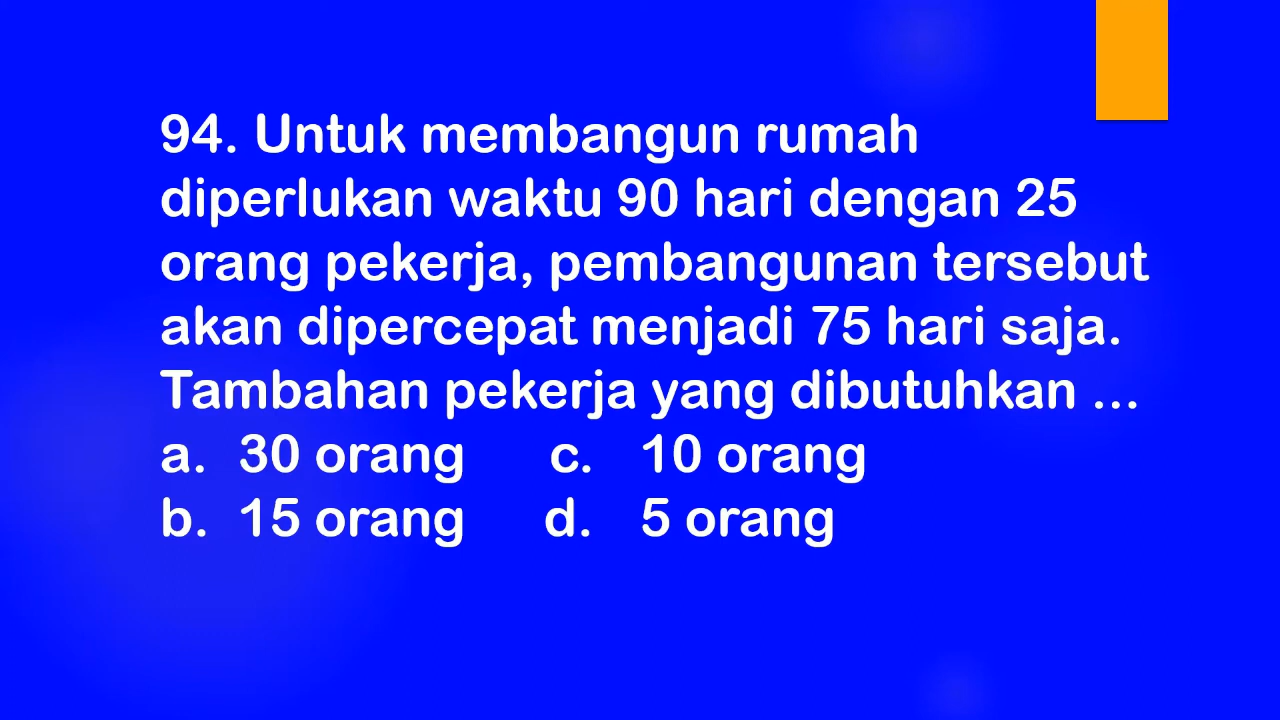 94. Untuk membangun rumah
diperlukan waktu 90 hari dengan 25
orang pekerja, pembangunan tersebut
akan dipercepat menjadi 75 hari saja.
Tambahan pekerja yang dibutuhkan ...
a. 30 orang c. 10 orang
b. 15 orang d. 5 orang